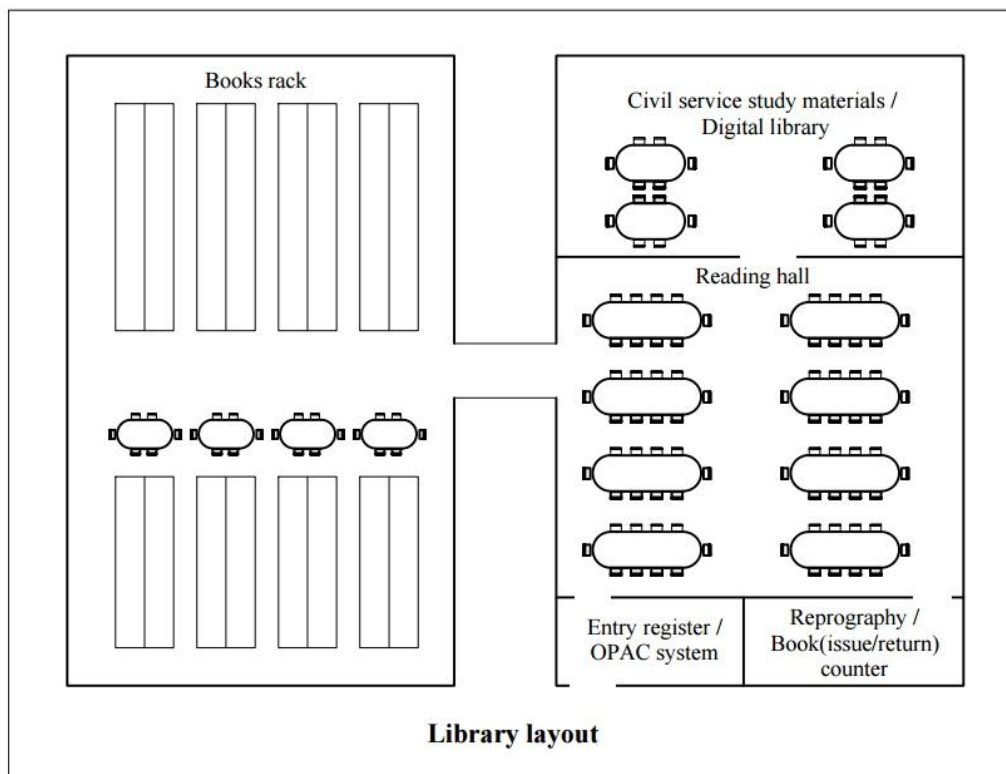 Books rack
Civil service study materials /
Digital library
Reading hall
Entry register /
OPAC system
Reprography /
Book(issue/return)
counter
Library layout